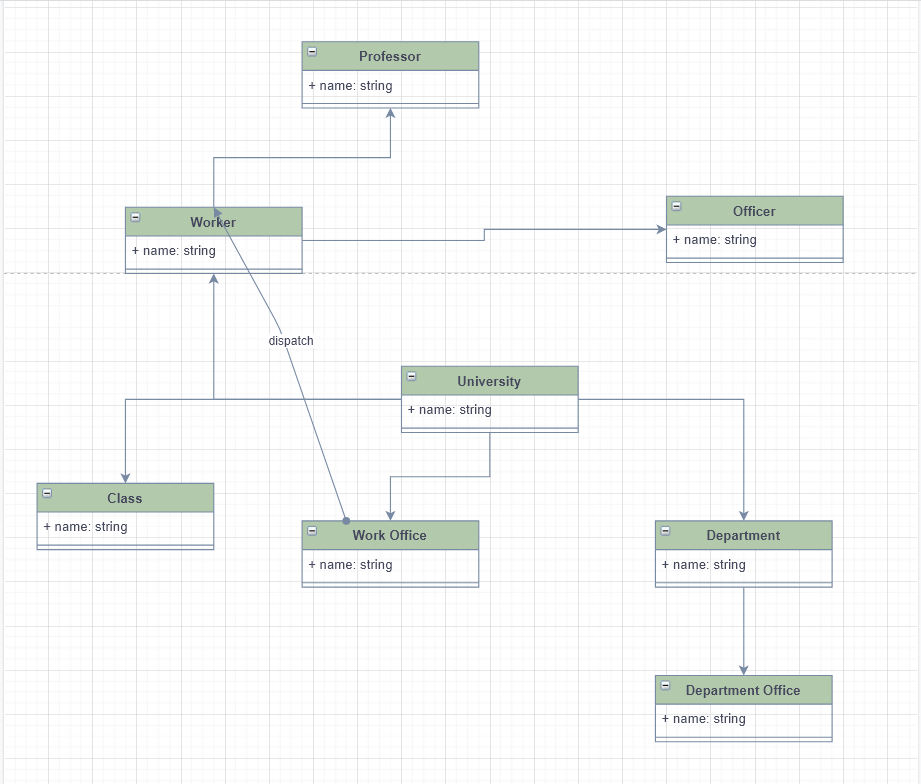 Professor
+ name: string
Worker
+ name: string
Officer
+ name: string
dispatch
University
+ name: string
Class
+ name: string
Work Office
+ name: string
Department
+ name: string
Department Office
+ name: string